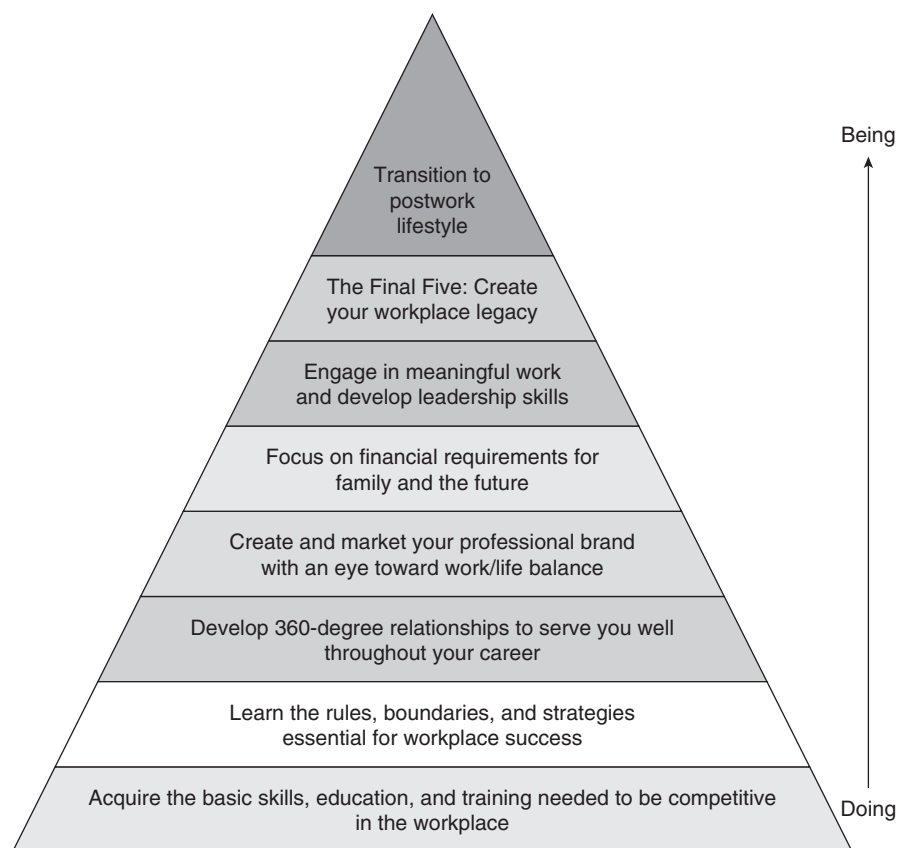 Being
Transition to
postwork
lifestyle
The Final Five: Create
your workplace legacy
Engage in meaningful work
and develop leadership skills
Focus on financial requirements for
family and the future
Create and market your professional brand
with an eye toward work/life balance
Develop 360-degree relationships to serve you well
throughout your career
Learn the rules, boundaries, and strategies
essential for workplace success
Acquire the basic skills, education, and training needed to be competitive
in the workplace
Doing